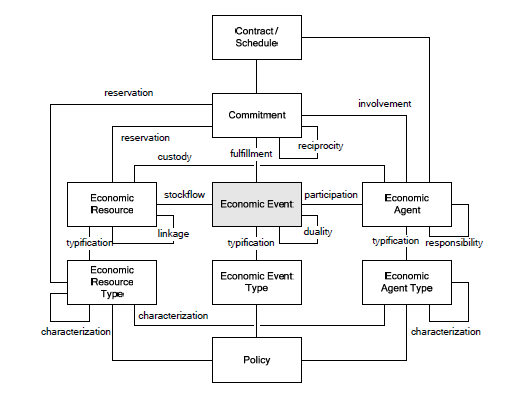 Contract /
Schedule
reservation
Commitment
involvement
reservation
reciprocity
custody
fulfillment
Economic
Resource
stockflow
Economic Event
participation
Economic
Agent
linkage
duality
typification
typification
typification
responsibility
Economic
Resource
Type
Economic Event
Type
Economic
Agent Type
characterization
characterization
characterization
Policy